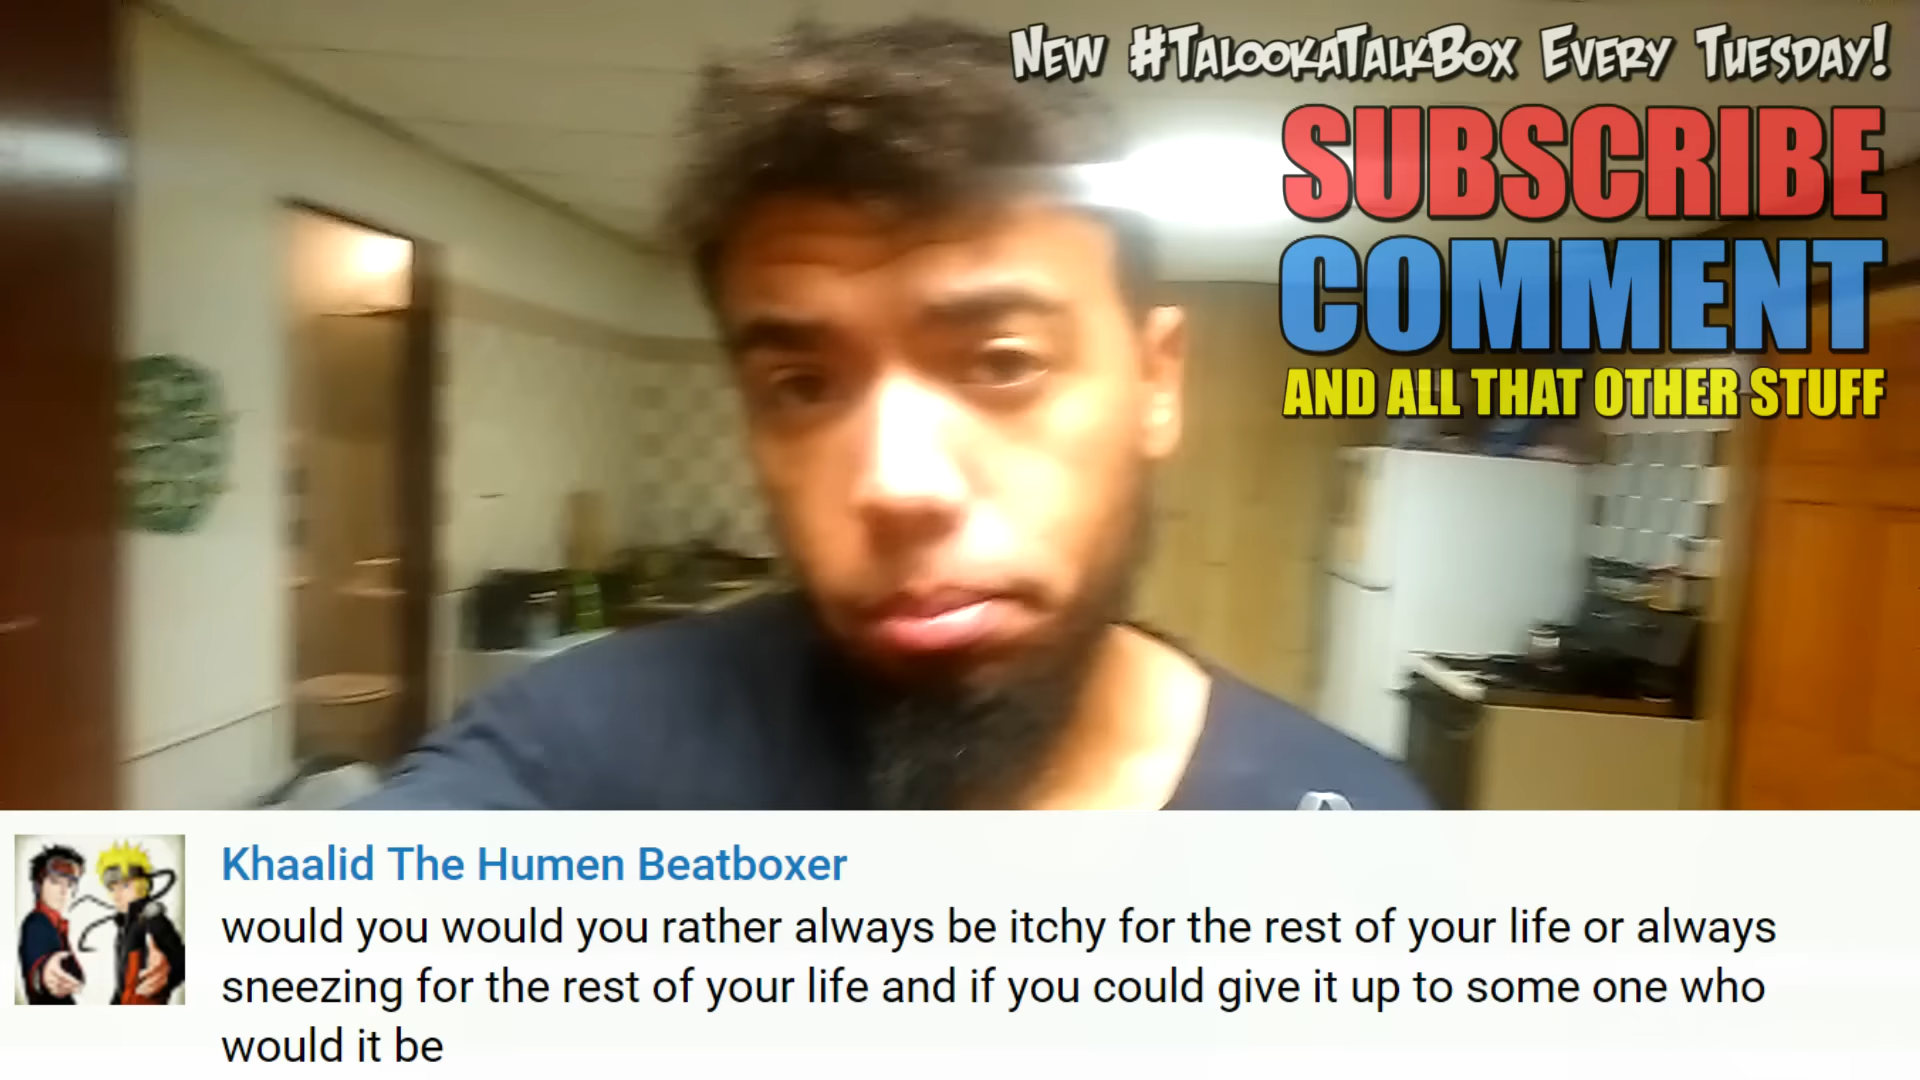 New #TalookaTalkBox Every Tuesday!
SUBSCRIBE
COMMENT
AND ALL THAT OTHER STUFF
Khaalid The Humen Beatboxer
would you would you rather always be itchy for the rest of your life or always
sneezing for the rest of your life and if you could give it up to some one who
would it be